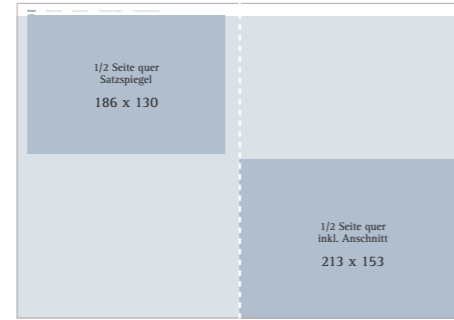 1/2 Seite quer
Satzspiegel
186 x 130
1/2 Seite quer
inkl. Anschnitt
213 x 153